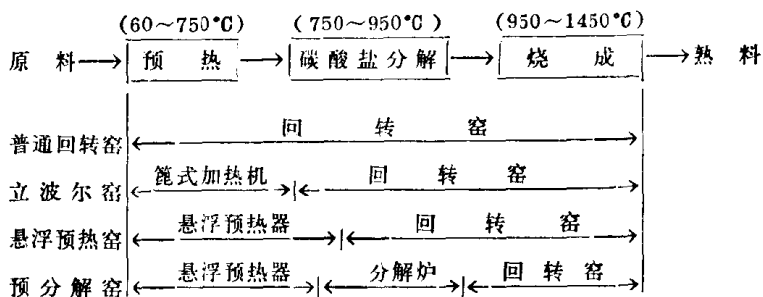 (60～750℃) (750～950℃) (950～1450℃)
原料 预热 碳酸盐分解 烧成 熟料
普通回转窑 回转窑
立波尔窑 篦式加热机 回转窑
悬浮预热窑 悬浮预热器 回转窑
预分解窑 悬浮预热器 分解炉 回转窑